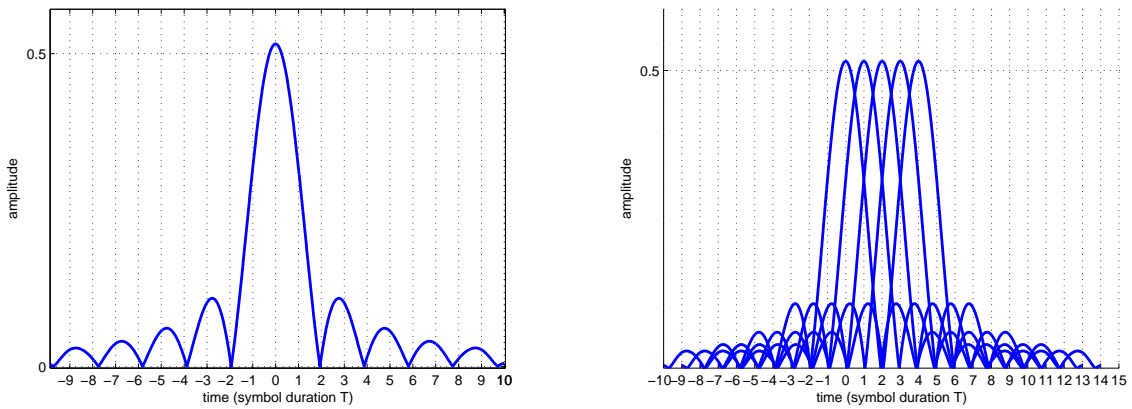 0.5
amplitude
0
−9 −8 −7 −6 −5 −4 −3 −2 −1 0 1 2 3 4 5 6 7 8 9 10
time (symbol duration T)
0.5
amplitude
−10 −9 −8 −7 −6 −5 −4 −3 −2 −1 0 1 2 3 4 5 6 7 8 9 10 11 12 13 14 15
time (symbol duration T)